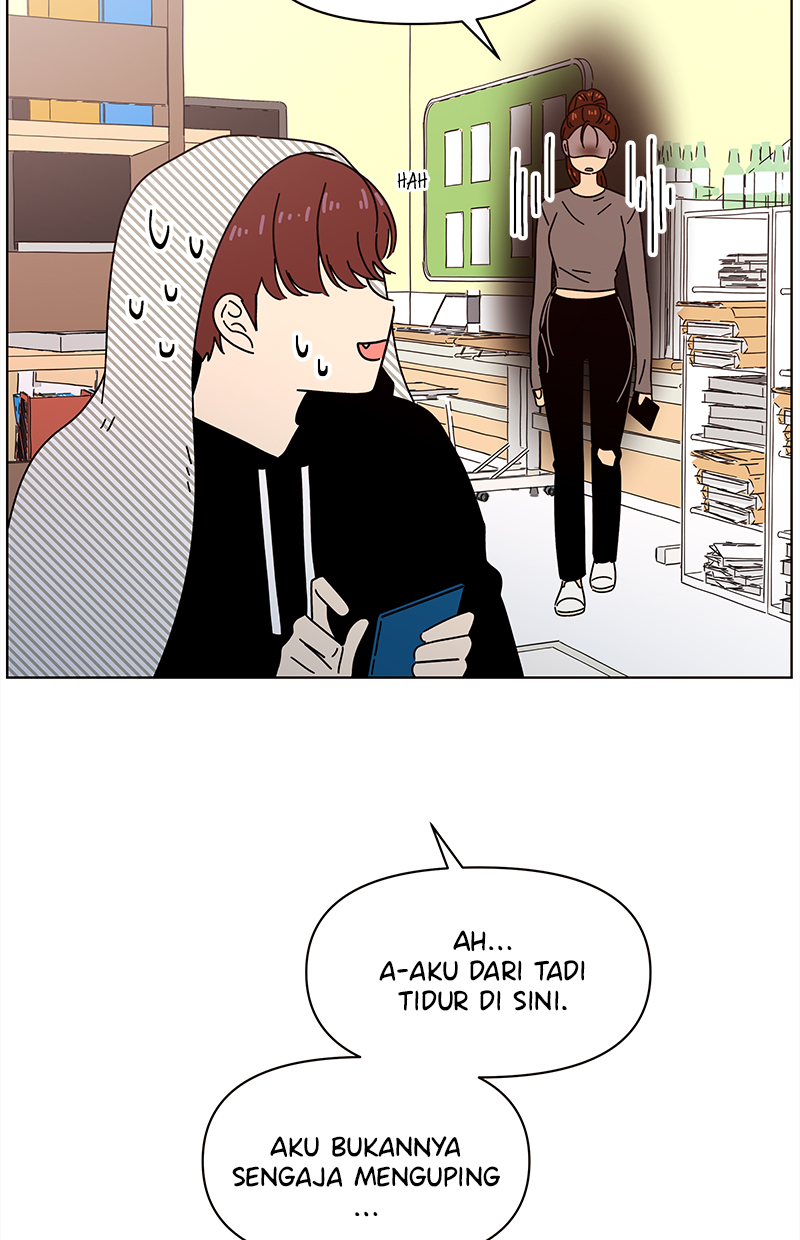 HAH
AH...
A-AKU DARI TADI
TIDUR DI SINI.
AKU BUKANNYA
SENGAJA MENGUPING
...